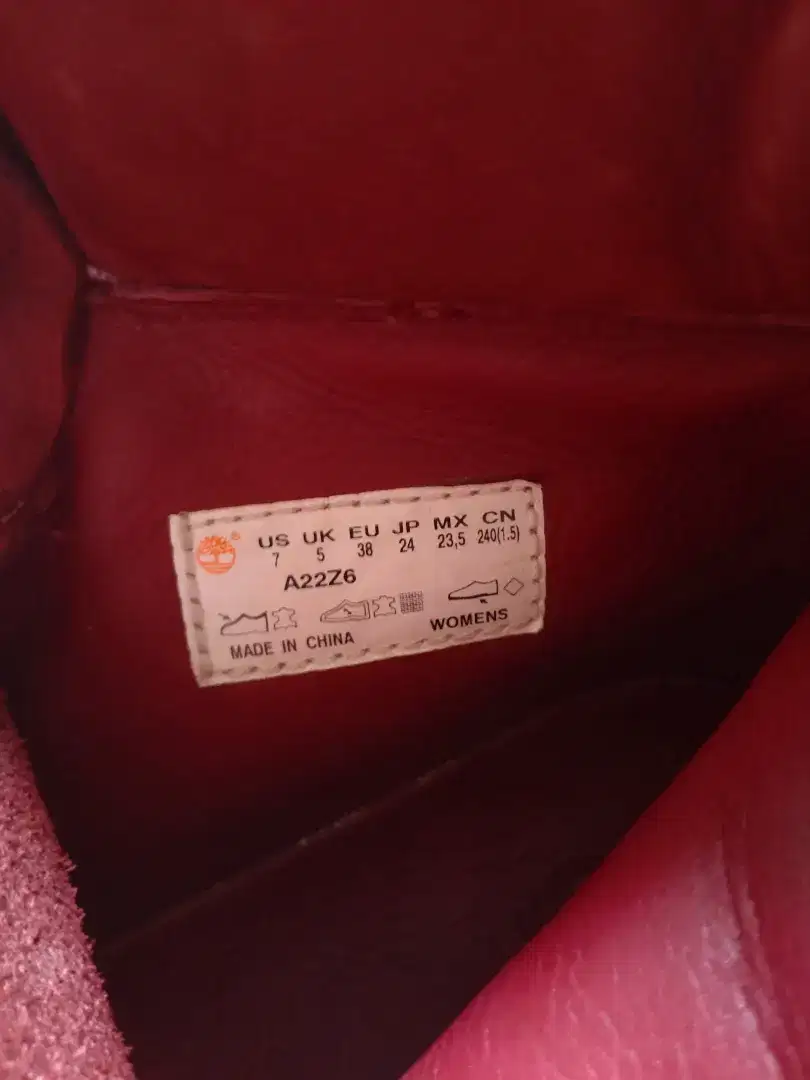 US UK EU JP MX CN
7 5 38 24 23,5 240(1.5)
A22Z6
MADE IN CHINA
WOMENS